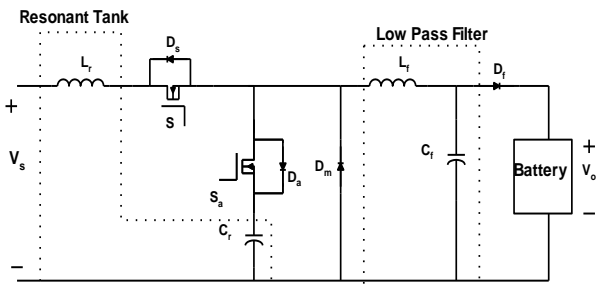 Resonant Tank
Low Pass Filter
Ds
Lr
Lf
Df
+
S
Vs
Sa
Da
Dm
Cf
Battery
+
Vo
−
Cr
−